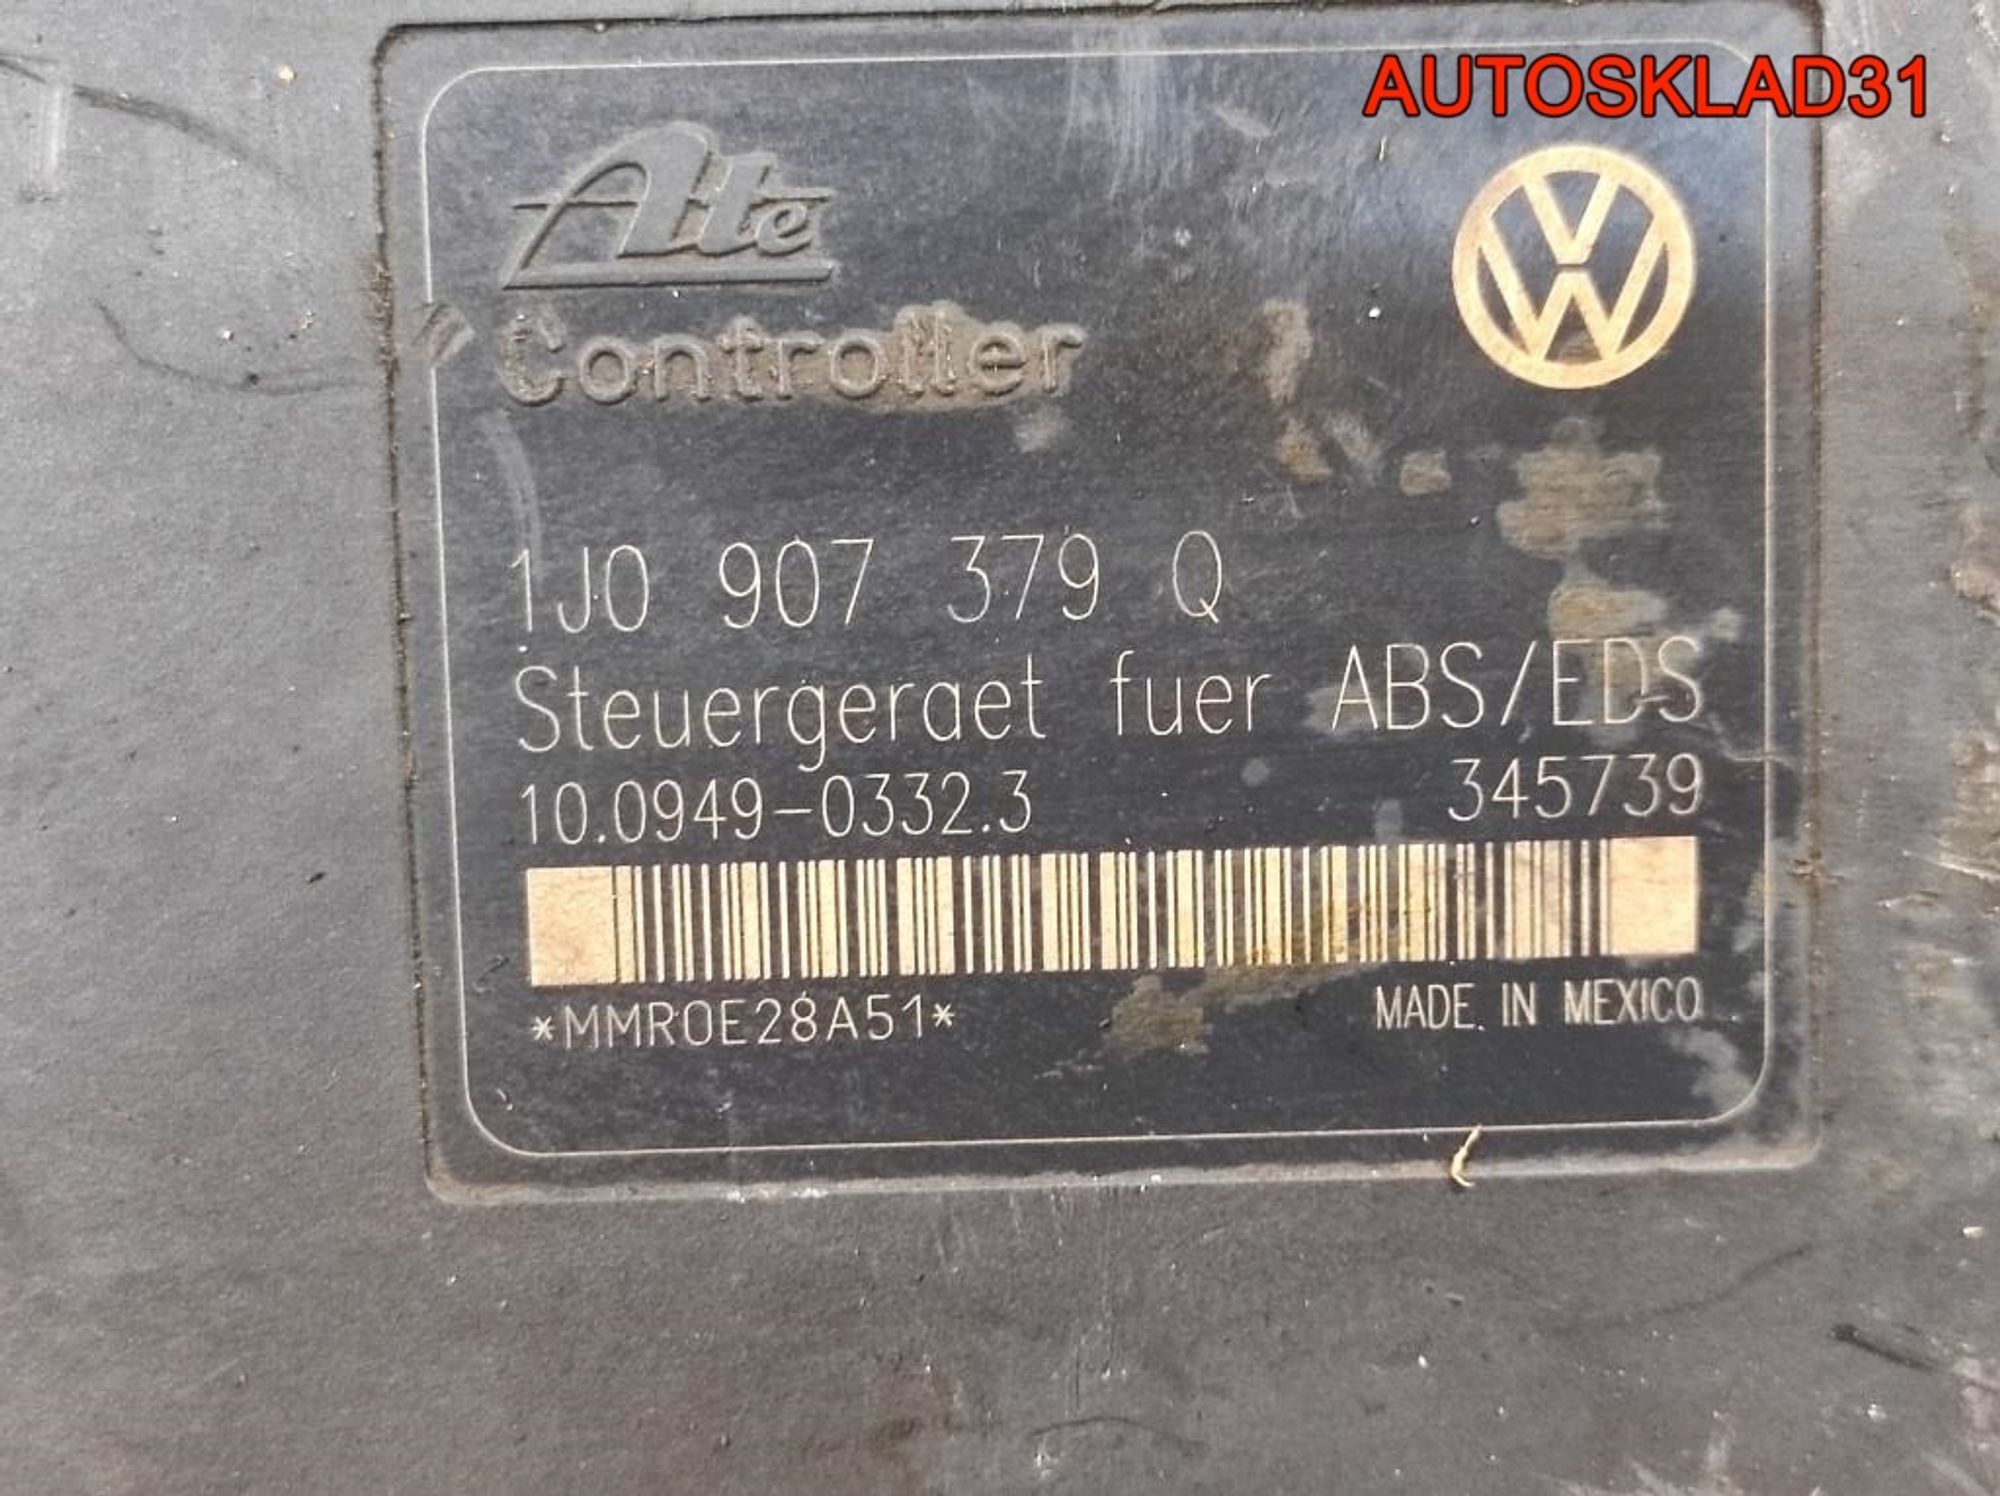 AUTOSKLAD31
Ate
Controller
1J0 907 379 Q
Steuergeraet fuer ABS/EDS
10.0949-0332.3 345739
*MMR0E28A51* MADE IN MEXICO